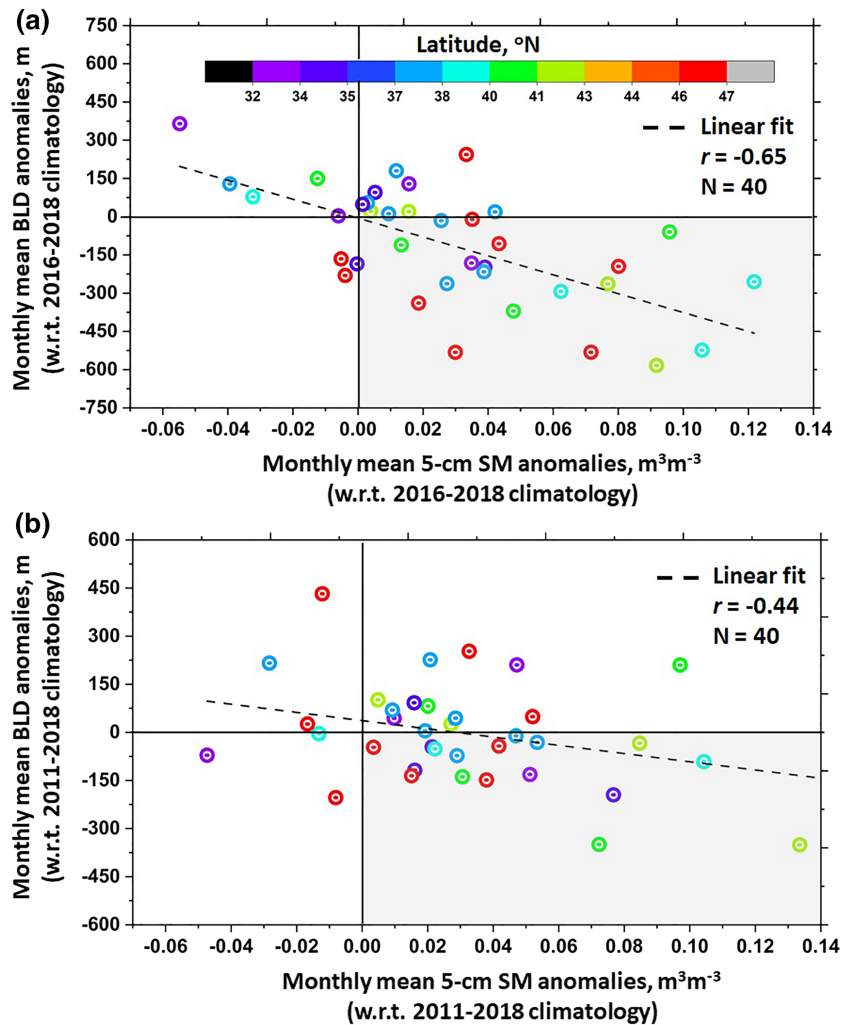 (a)
Monthly mean BLD anomalies, m
(w.r.t. 2016-2018 climatology)
750
600
450
300
150
0
-150
-300
-450
-600
-750
Latitude, ºN
32 34 35 37 38 40 41 43 44 46 47
Linear fit
r = -0.65
N = 40
-0.06 -0.04 -0.02 0.00 0.02 0.04 0.06 0.08 0.10 0.12 0.14
Monthly mean 5-cm SM anomalies, m³m⁻³
(w.r.t. 2016-2018 climatology)
(b)
Monthly mean BLD anomalies, m
(w.r.t. 2011-2018 climatology)
600
450
300
150
0
-150
-300
-450
-600
Linear fit
r = -0.44
N = 40
-0.06 -0.04 -0.02 0.00 0.02 0.04 0.06 0.08 0.10 0.12 0.14
Monthly mean 5-cm SM anomalies, m³m⁻³
(w.r.t. 2011-2018 climatology)